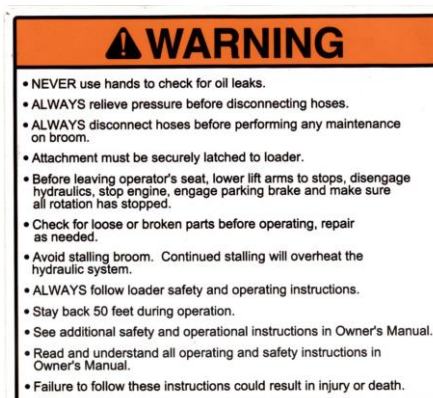 WARNING
• NEVER use hands to check for oil leaks.
• ALWAYS relieve pressure before disconnecting hoses.
• ALWAYS disconnect hoses before performing any maintenance
on broom.
• Attachment must be securely latched to loader.
• Before leaving operator's seat, lower lift arms to stops, disengage
hydraulics, stop engine, engage parking brake and make sure
all rotation has stopped.
• Check for loose or broken parts before operating, repair
as needed.
• Avoid stalling broom. Continued stalling will overheat the
hydraulic system.
• ALWAYS follow loader safety and operating instructions.
• Stay back 50 feet during operation.
• See additional safety and operational instructions in Owner's Manual.
• Read and understand all operating and safety instructions in
Owner's Manual.
• Failure to follow these instructions could result in injury or death.